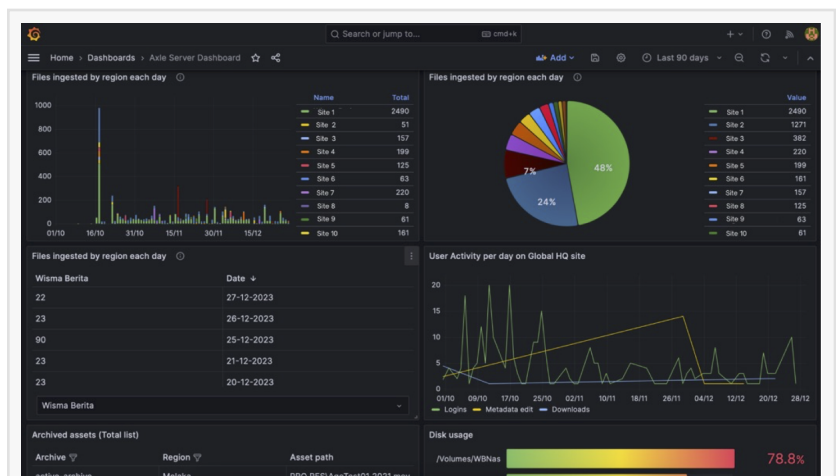 Search or jump to...
cmd+k
Home › Dashboards › Axle Server Dashboard
Add
Last 90 days
Files ingested by region each day
1000
800
600
400
200
0
01/10 16/10 31/10 15/11 30/11 15/12
Name Total
Site 1 2490
Site 2 51
Site 3 157
Site 4 199
Site 5 125
Site 6 63
Site 7 220
Site 8 8
Site 9 61
Site 10 161
Files ingested by region each day
48%
24%
7%
Value
Site 1 2490
Site 2 1271
Site 3 382
Site 4 220
Site 5 199
Site 6 161
Site 7 157
Site 8 125
Site 9 63
Site 10 61
Files ingested by region each day
Wisma Berita Date
22 27-12-2023
23 26-12-2023
90 25-12-2023
23 21-12-2023
23 20-12-2023
Wisma Berita
User Activity per day on Global HQ site
20
15
10
5
0
01/10 09/10 17/10 25/10 02/11 10/11 18/11 26/11 04/12 12/12 20/12 28/12
Logins Metadata edit Downloads
Archived assets (Total list)
Archive Region Asset path
Disk usage
/Volumes/WBNas 78.8%